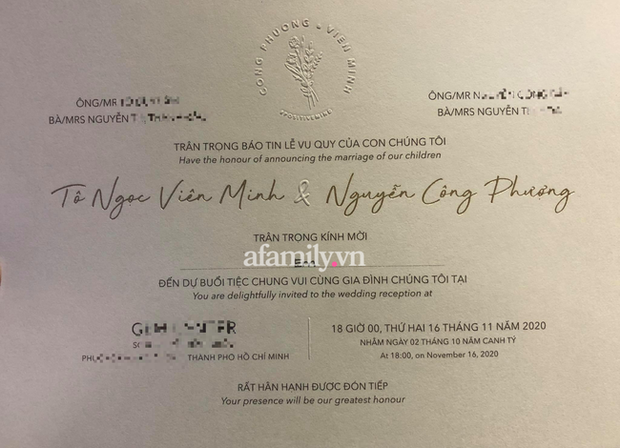 CÔNG PHƯỢNG - VIÊN MINH
ÔNG/MR
ÔNG/MR
BÀ/MRS NGUYỄN
BÀ/MRS NGUYỄN
TRÂN TRỌNG BÁO TIN LỄ VU QUY CỦA CON CHÚNG TÔI
Have the honour of announcing the marriage of our children
Tô Ngọc Viên Minh & Nguyễn Công Phượng
TRÂN TRỌNG KÍNH MỜI
afamily.vn
ĐẾN DỰ BUỔI TIỆC CHUNG VUI CÙNG GIA ĐÌNH CHÚNG TÔI TẠI
You are delightfully invited to the wedding reception at
THÀNH PHỐ HỒ CHÍ MINH
18 GIỜ 00, THỨ HAI 16 THÁNG 11 NĂM 2020
NHẰM NGÀY 02 THÁNG 10 NĂM CANH TÝ
At 18:00, on November 16, 2020
RẤT HÂN HẠNH ĐƯỢC ĐÓN TIẾP
Your presence will be our greatest honour